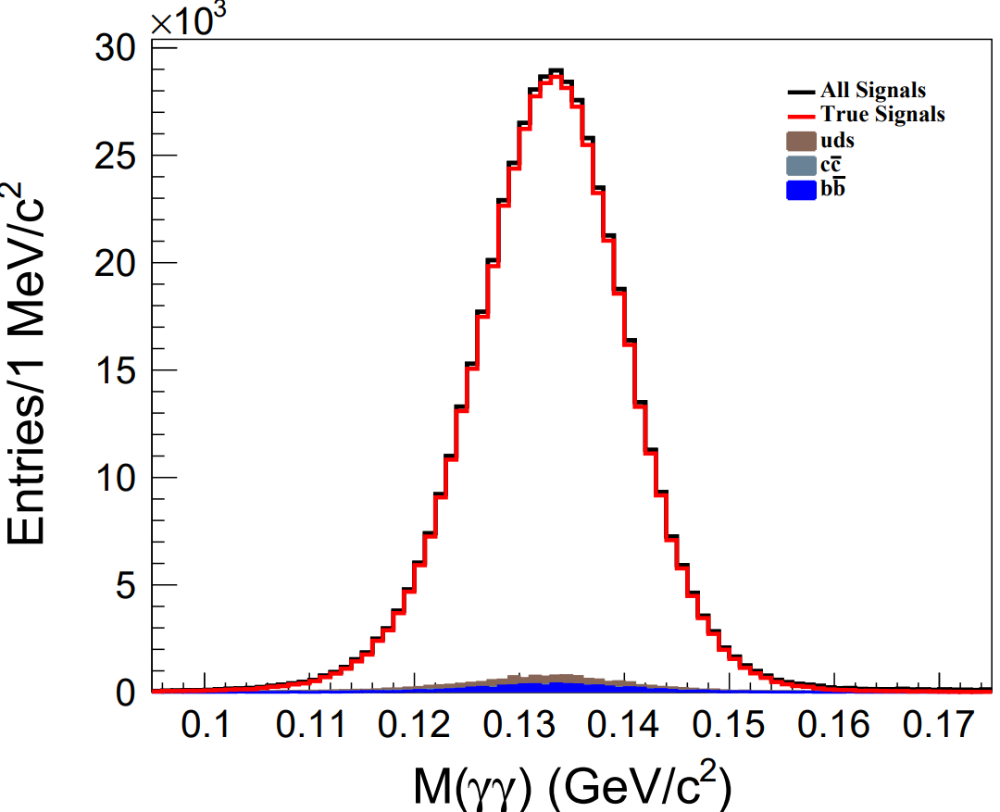 ×10³
30
25
20
15
10
5
0
Entries/1 MeV/c²
All Signals
True Signals
uds
cc̅
bb̅
0.1 0.11 0.12 0.13 0.14 0.15 0.16 0.17
M(γγ) (GeV/c²)